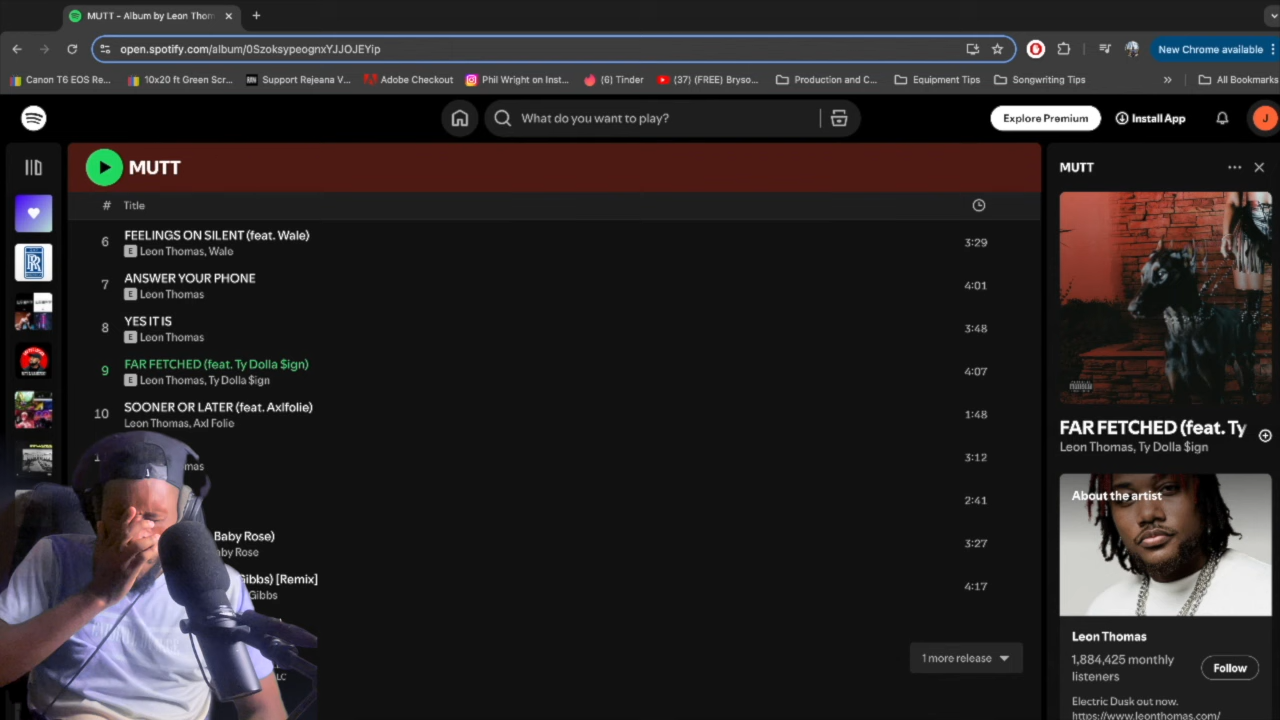 MUTT - Album by Leon Thom
open.spotify.com/album/0SzoksypeognxYJJOJEYip
New Chrome available
Canon T6 EOS Re...
10x20 ft Green Scr...
Support Rejeana V...
Adobe Checkout
Phil Wright on Inst...
(6) Tinder
(37) (FREE) Bryso...
Production and C...
Equipment Tips
Songwriting Tips
»
All Bookmarks
What do you want to play?
Explore Premium
Install App
J
MUTT
# Title
6 FEELINGS ON SILENT (feat. Wale) 3:29
E Leon Thomas, Wale
7 ANSWER YOUR PHONE 4:01
E Leon Thomas
8 YES IT IS 3:48
E Leon Thomas
9 FAR FETCHED (feat. Ty Dolla $ign) 4:07
E Leon Thomas, Ty Dolla $ign
10 SOONER OR LATER (feat. Axlfolie) 1:48
Leon Thomas, Axl Folie
mas 3:12
2:41
Baby Rose) 3:27
aby Rose
Gibbs) [Remix] 4:17
Gibbs
LC
1 more release
MUTT
FAR FETCHED (feat. Ty
Leon Thomas, Ty Dolla $ign
About the artist
Leon Thomas
1,884,425 monthly
listeners
Follow
Electric Dusk out now.
https://www.leonthomas.com/